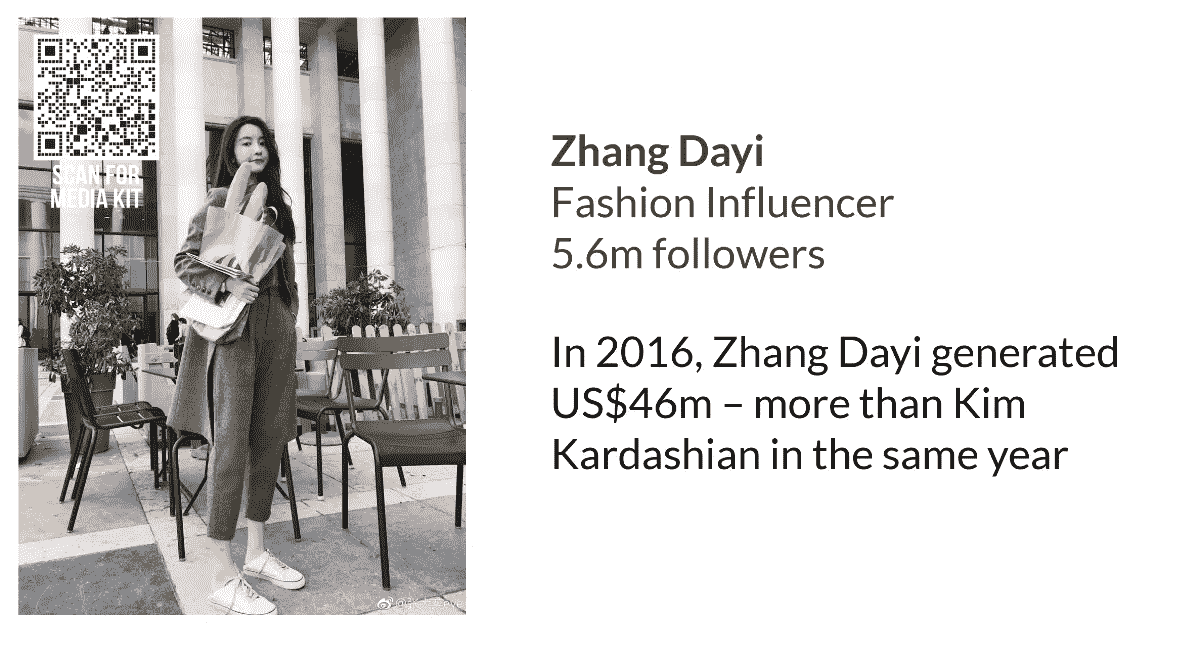 SCAN FOR
MEDIA KIT
Zhang Dayi
Fashion Influencer
5.6m followers
In 2016, Zhang Dayi generated
US$46m – more than Kim
Kardashian in the same year